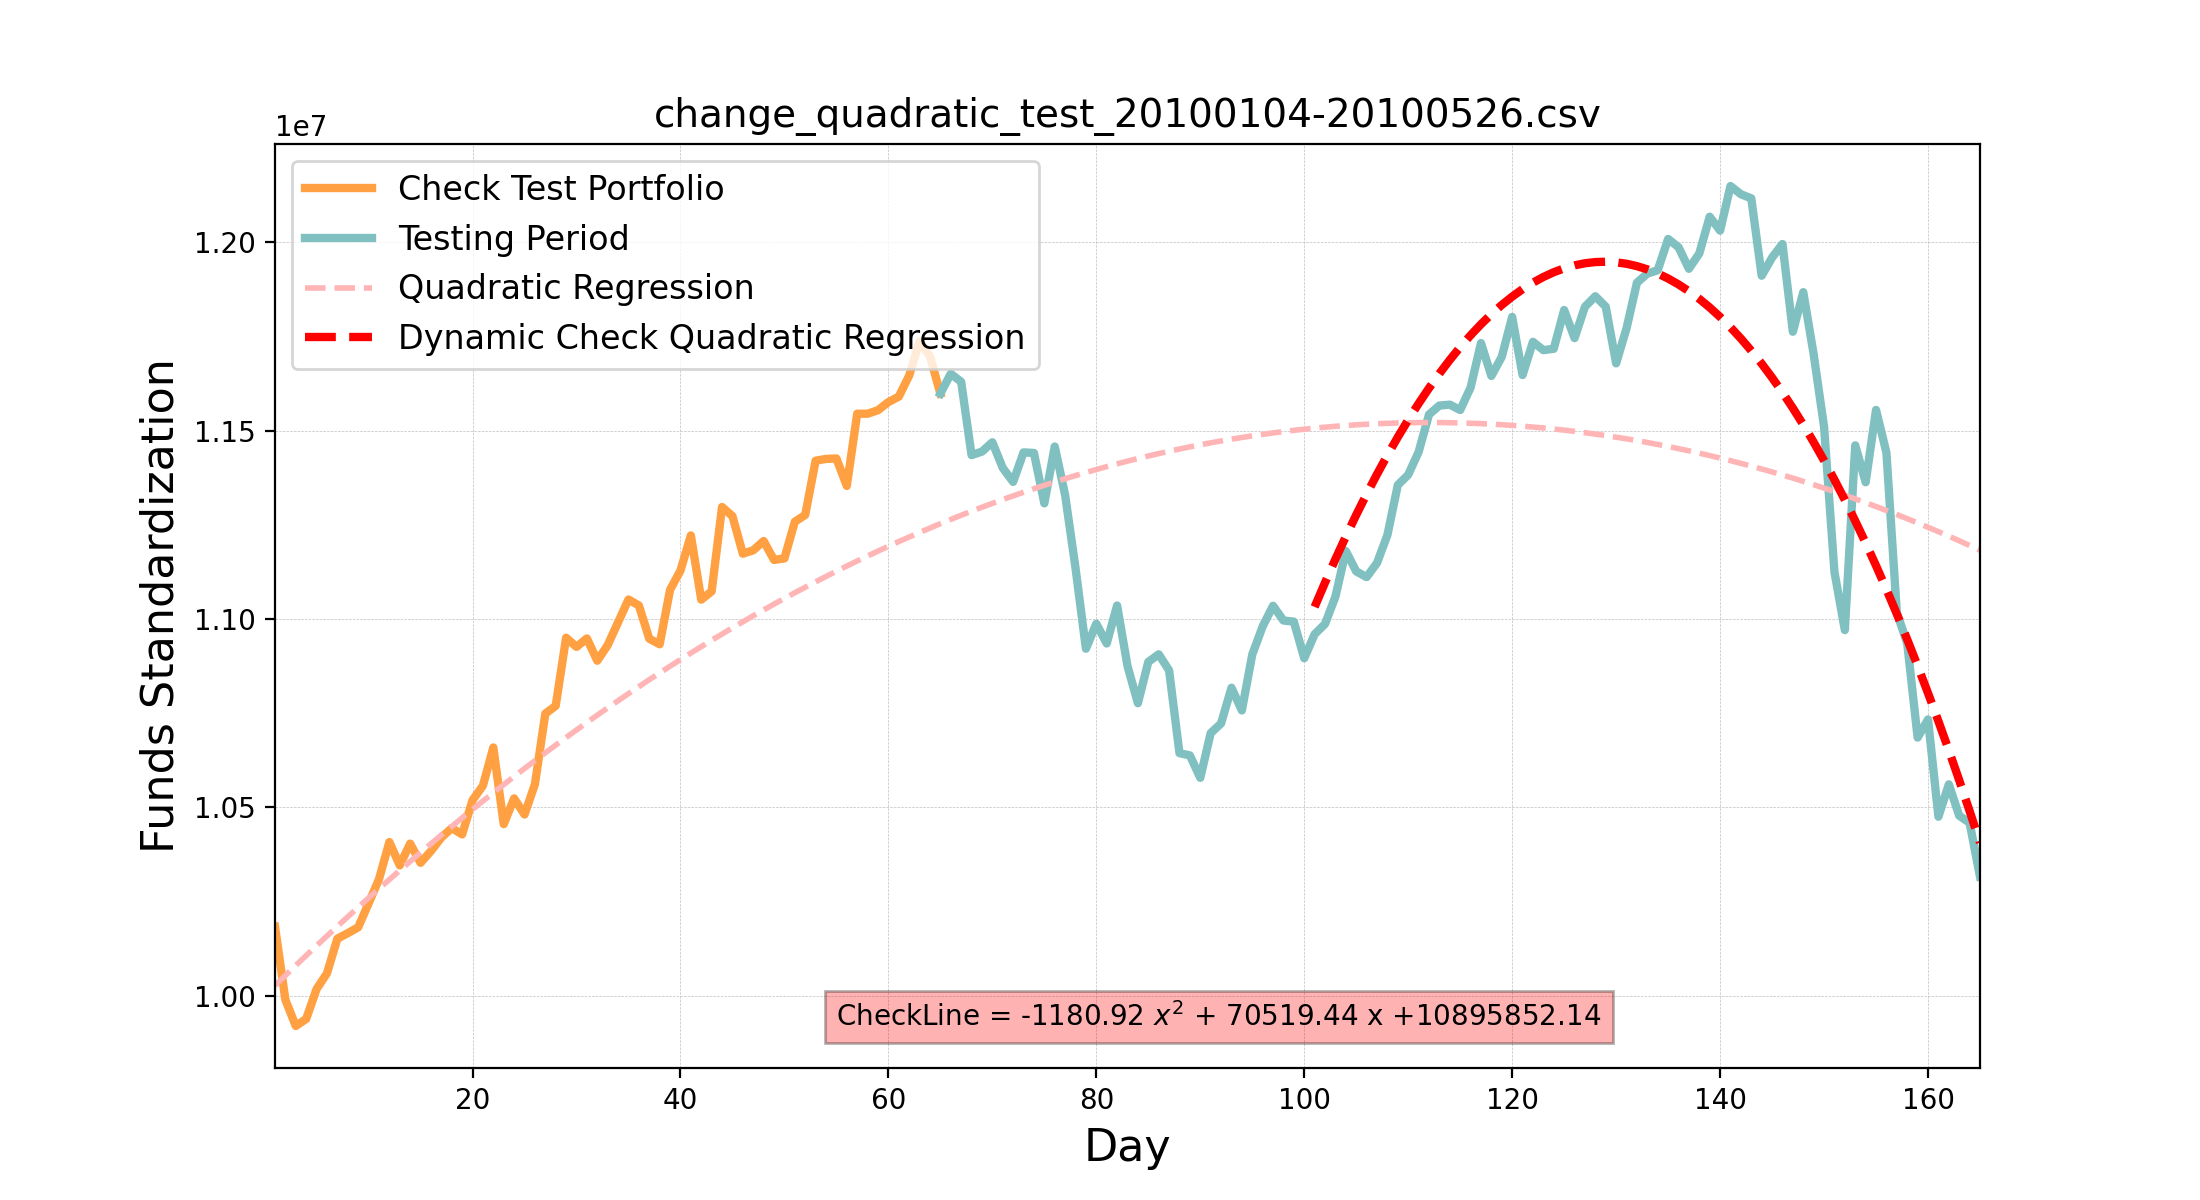 change_quadratic_test_20100104-20100526.csv
1e7
Check Test Portfolio
Testing Period
Quadratic Regression
Dynamic Check Quadratic Regression
1.20
1.15
1.10
1.05
1.00
Funds Standardization
CheckLine = -1180.92 x² + 70519.44 x +10895852.14
20 40 60 80 100 120 140 160
Day